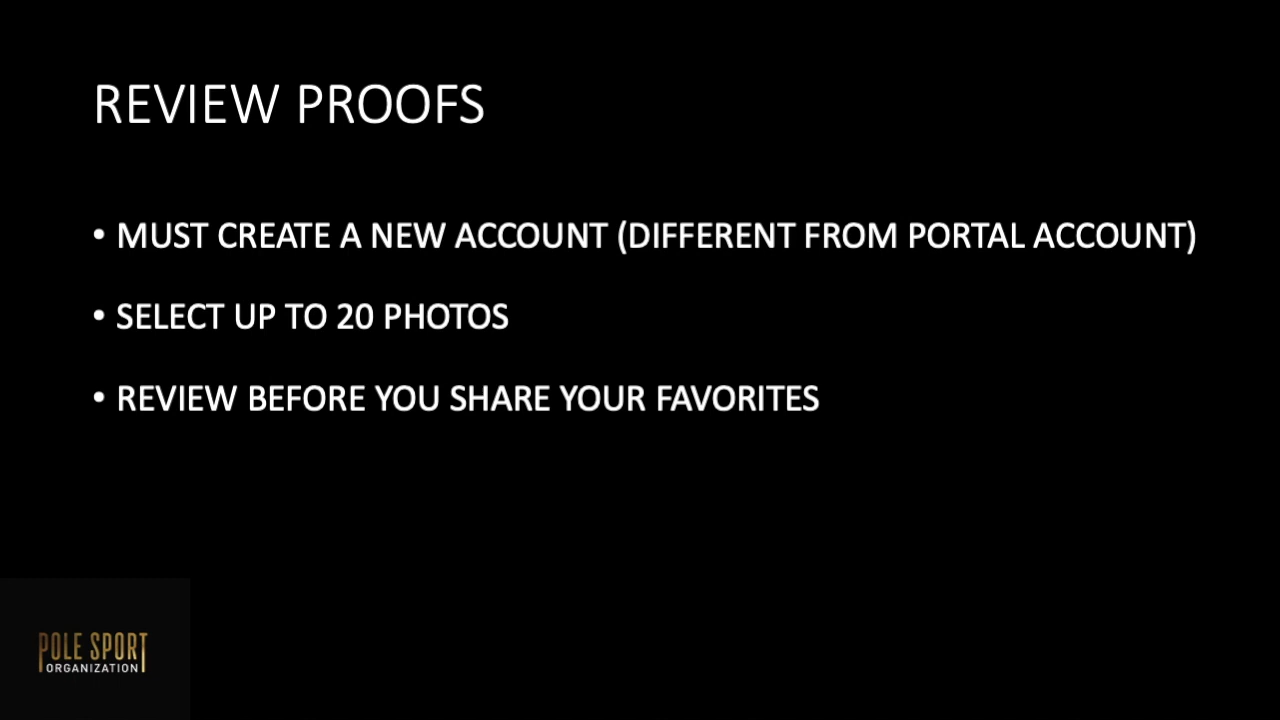 REVIEW PROOFS
• MUST CREATE A NEW ACCOUNT (DIFFERENT FROM PORTAL ACCOUNT)
• SELECT UP TO 20 PHOTOS
• REVIEW BEFORE YOU SHARE YOUR FAVORITES
POLE SPORT
ORGANIZATION